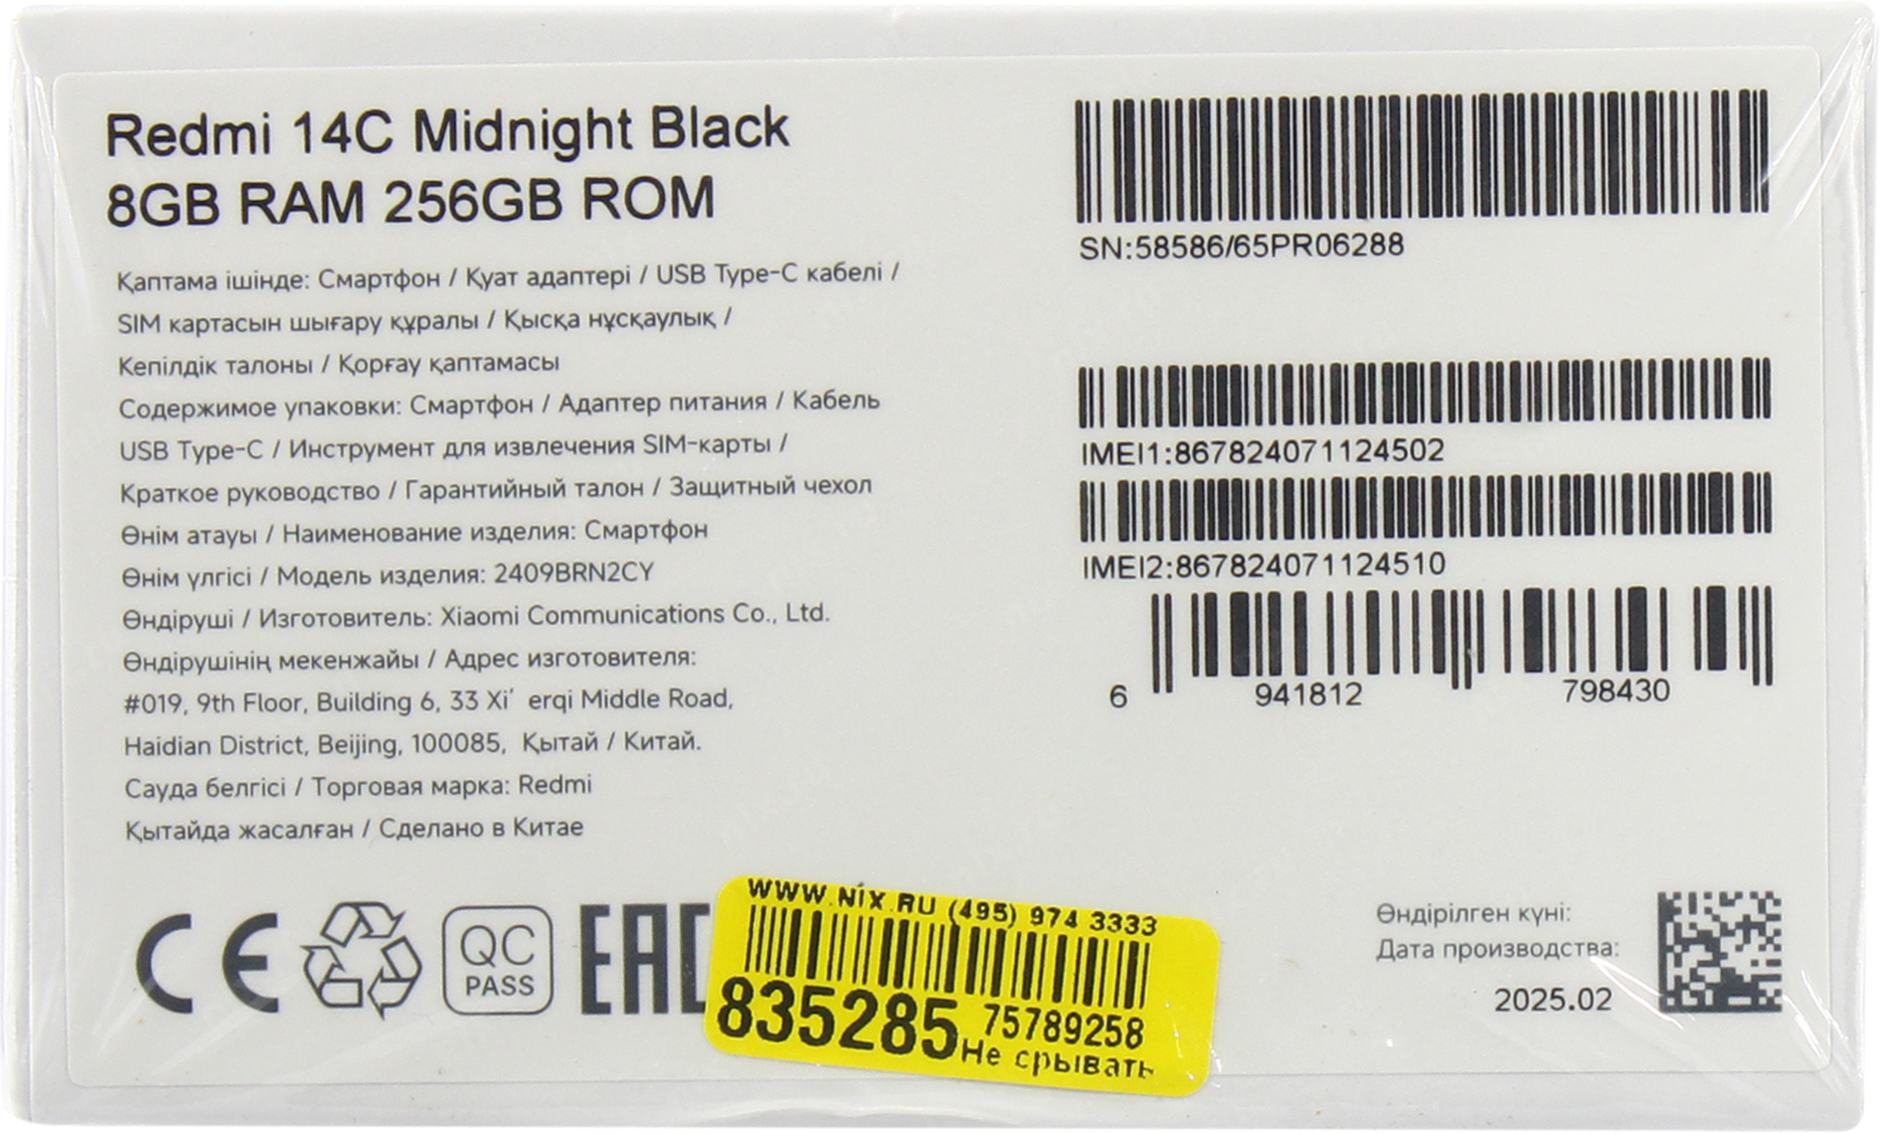 Redmi 14C Midnight Black
8GB RAM 256GB ROM
Қаптама ішінде: Смартфон / Қуат адаптері / USB Type-C кабелі /
SIM картасын шығару құралы / Қысқа нұсқаулық /
Кепілдік талоны / Қорғау қаптамасы
Содержимое упаковки: Смартфон / Адаптер питания / Кабель
USB Type-C / Инструмент для извлечения SIM-карты /
Краткое руководство / Гарантийный талон / Защитный чехол
Өнім атауы / Наименование изделия: Смартфон
Өнім үлгісі / Модель изделия: 2409BRN2CY
Өндіруші / Изготовитель: Xiaomi Communications Co., Ltd.
Өндірушінің мекенжайы / Адрес изготовителя:
#019, 9th Floor, Building 6, 33 Xi' erqi Middle Road,
Haidian District, Beijing, 100085, Қытай / Китай.
Сауда белгісі / Торговая марка: Redmi
Қытайда жасалған / Сделано в Китае
SN:58586/65PR06288
IMEI1:867824071124502
IMEI2:867824071124510
6 941812 798430
CE
QC
PASS
EAC
WWW.NIX.RU (495) 974 3333
835285 75789258
Не срывать
Өндірілген күні:
Дата производства:
2025.02